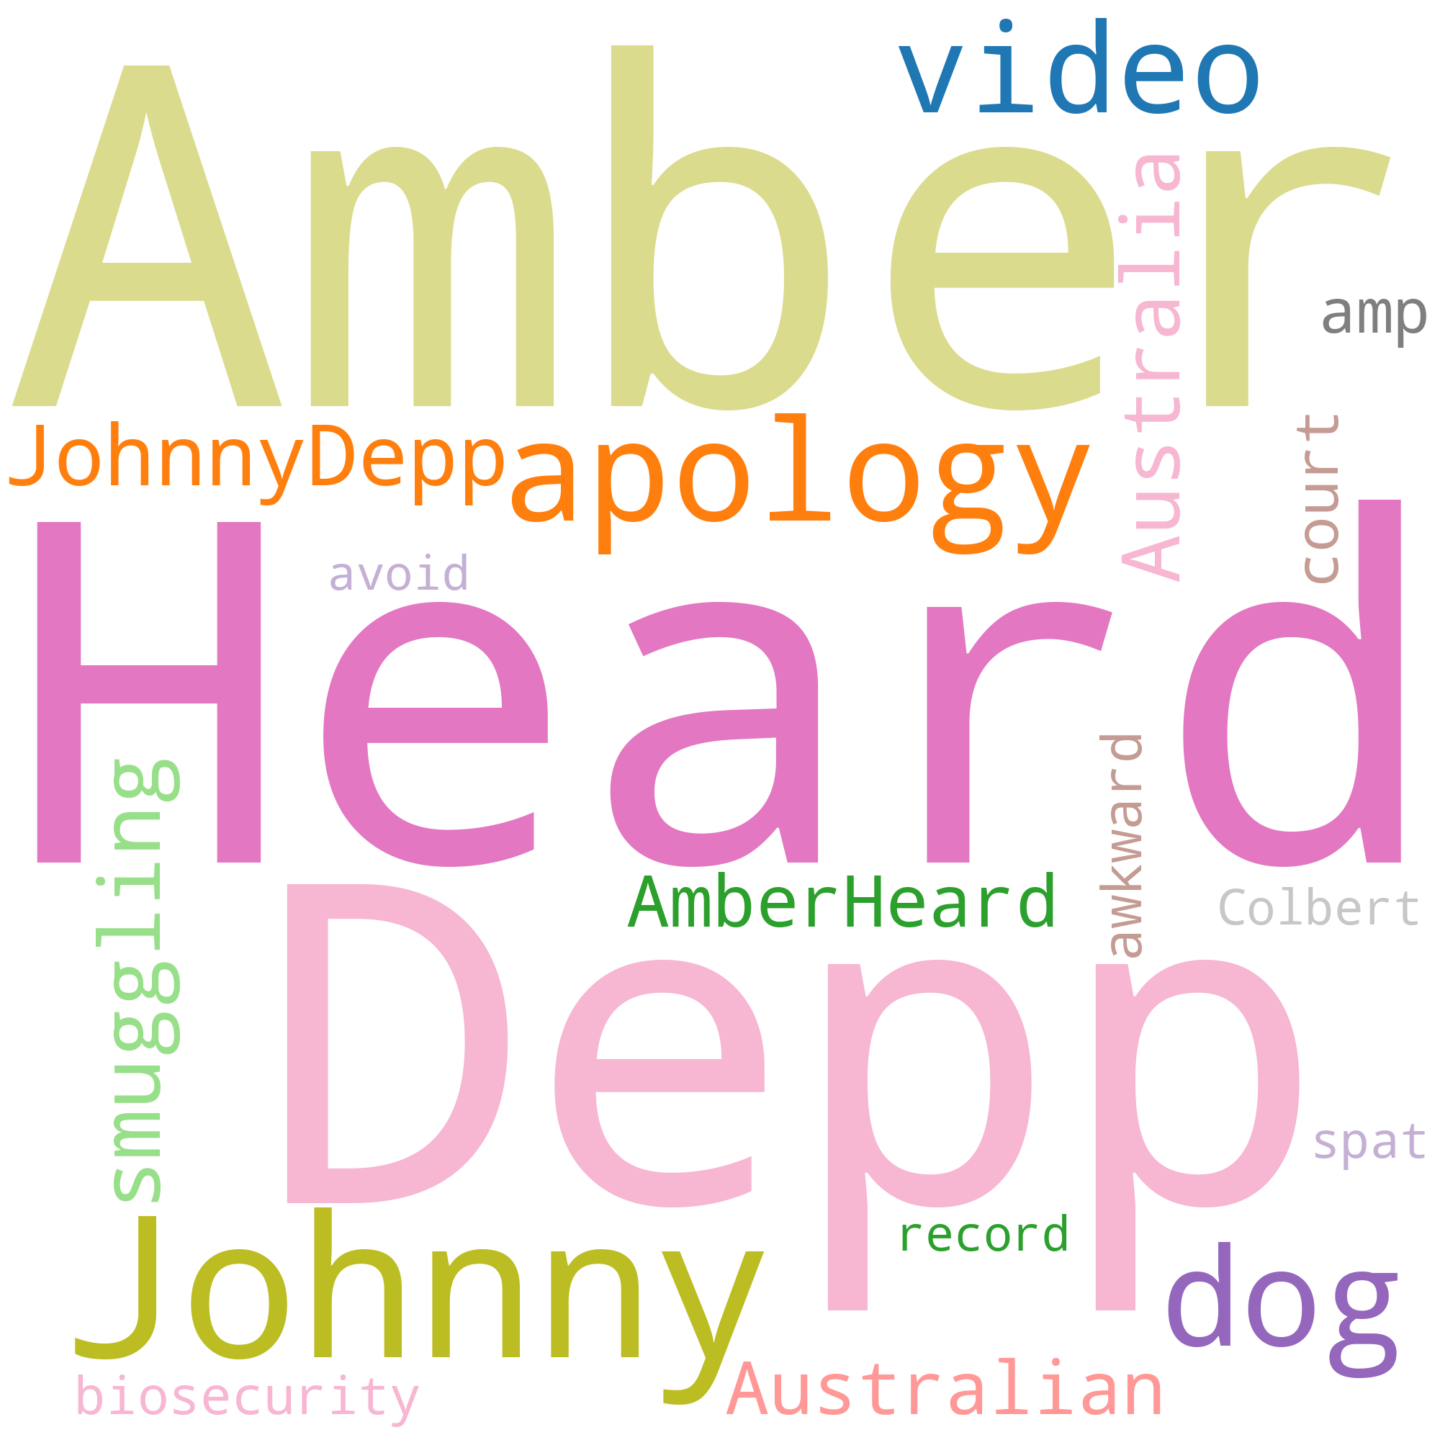 video
Amber
Australia
amp
JohnnyDepp
apology
court
Heard
avoid
smuggling
awkward
AmberHeard
Colbert
Depp
spat
Johnny
record
dog
biosecurity
Australian